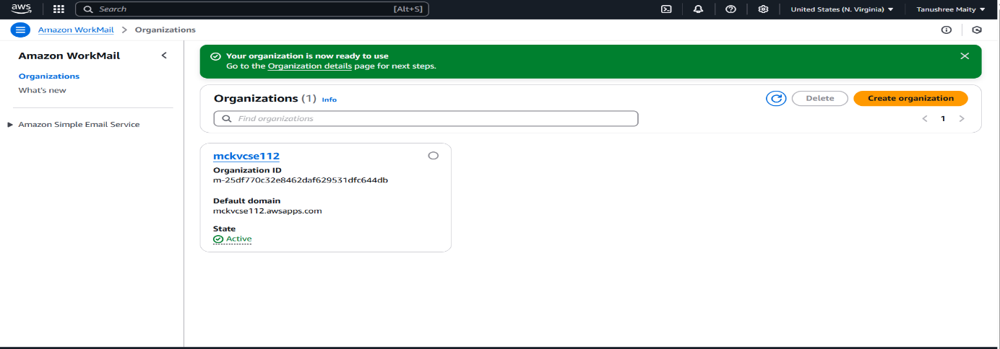 aws
Search
[Alt+S]
United States (N. Virginia)
Tanushree Maity
Amazon WorkMail > Organizations
Amazon WorkMail
Organizations
What's new
Amazon Simple Email Service
Your organization is now ready to use
Go to the Organization details page for next steps.
Organizations (1) Info
Delete
Create organization
Find organizations
1
mckvcse112
Organization ID
m-25df770c32e8462daf629531dfc644db
Default domain
mckvcse112.awsapps.com
State
Active